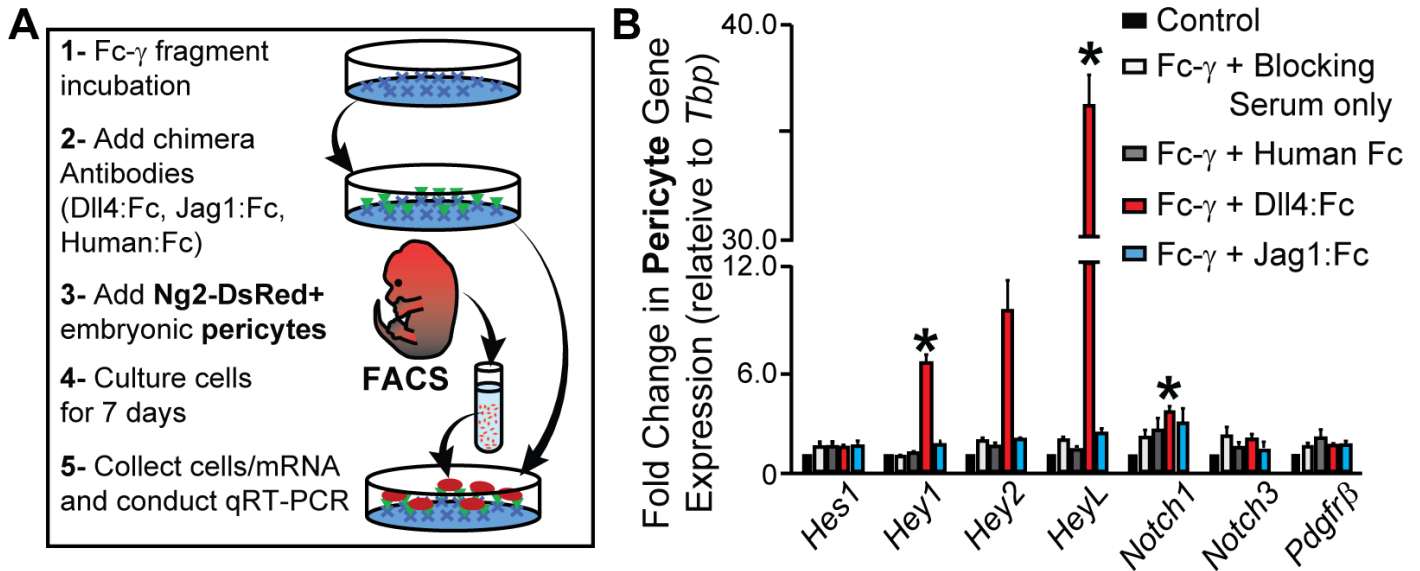 A
1- Fc-γ fragment
incubation
2- Add chimera
Antibodies
(Dll4:Fc, Jag1:Fc,
Human:Fc)
3- Add Ng2-DsRed+
embryonic pericytes
4- Culture cells
for 7 days
5- Collect cells/mRNA
and conduct qRT-PCR
FACS
B
Fold Change in Pericyte Gene
Expression (relateive to Tbp)
40.0
30.0
12.0
6.0
0
*
*
*
Control
Fc-γ + Blocking
Serum only
Fc-γ + Human Fc
Fc-γ + Dll4:Fc
Fc-γ + Jag1:Fc
Hes1
Hey1
Hey2
HeyL
Notch1
Notch3
Pdgfrβ